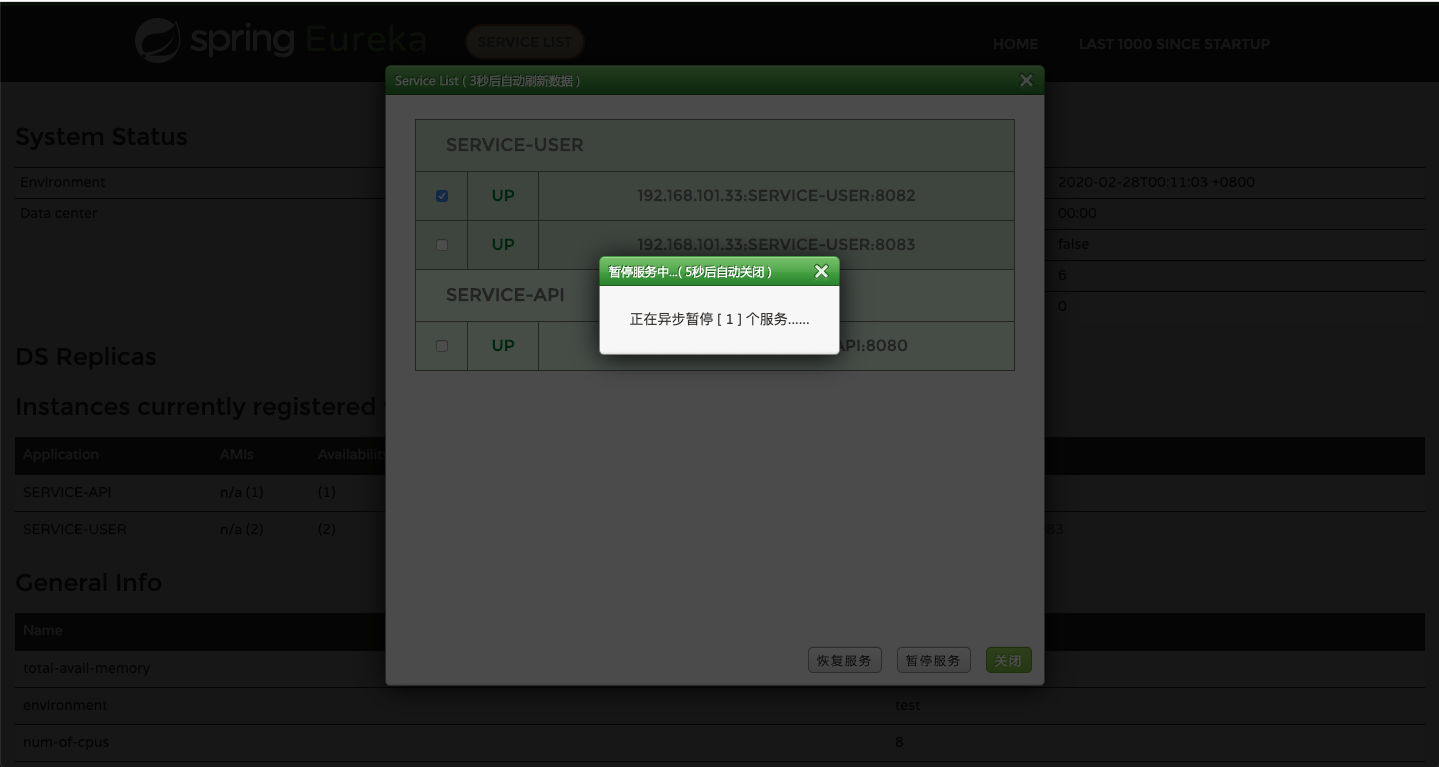 spring Eureka SERVICE LIST HOME LAST 1000 SINCE STARTUP
Service List ( 3秒后自动刷新数据 )
System Status
SERVICE-USER
Environment 2020-02-28T00:11:03 +0800
UP 192.168.101.33:SERVICE-USER:8082
Data center 00:00
UP 192.168.101.33:SERVICE-USER:8083 false
暂停服务中...( 5秒后自动关闭 )
6
SERVICE-API
0
正在异步暂停 [ 1 ] 个服务......
UP API:8080
DS Replicas
Instances currently registered
Application AMIs Availability
SERVICE-API n/a (1) (1)
SERVICE-USER n/a (2) (2) 83
General Info
Name
恢复服务 暂停服务 关闭
total-avail-memory
environment test
num-of-cpus 8